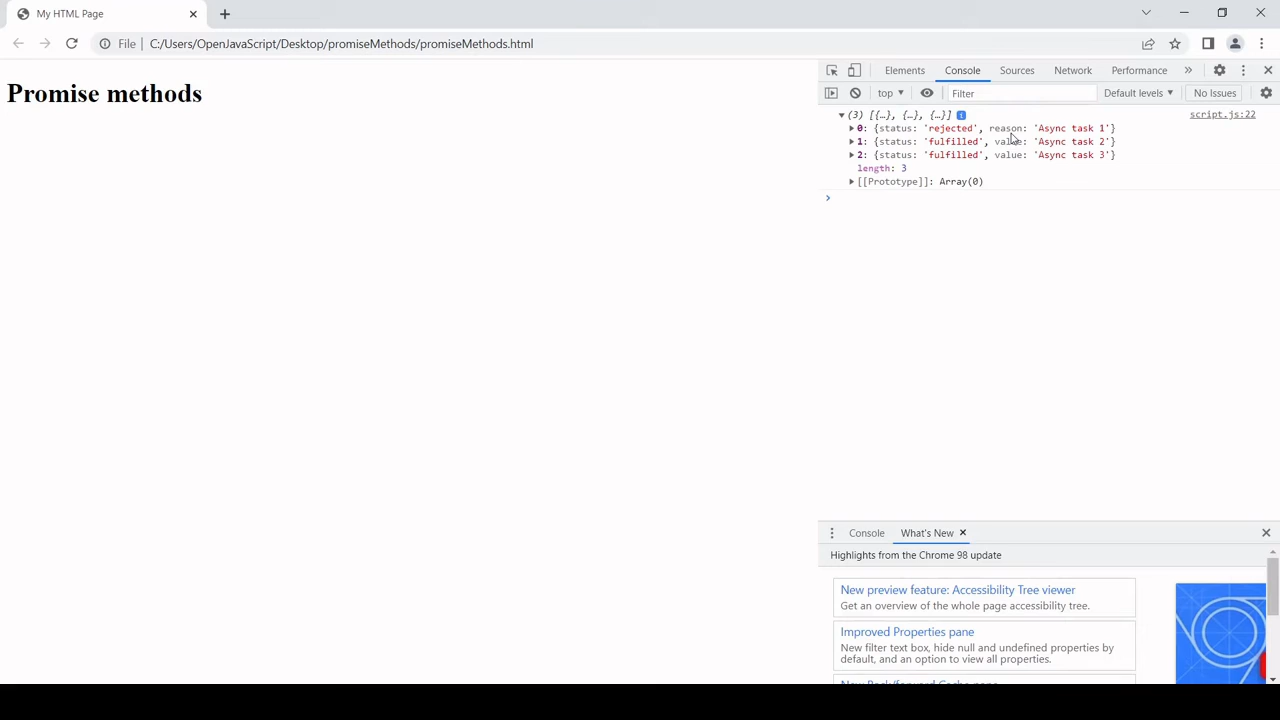 My HTML Page
File C:/Users/OpenJavaScript/Desktop/promiseMethods/promiseMethods.html
Promise methods
Elements Console Sources Network Performance »
top Filter Default levels No Issues
(3) [{…}, {…}, {…}] i script.js:22
0: {status: 'rejected', reason: 'Async task 1'}
1: {status: 'fulfilled', value: 'Async task 2'}
2: {status: 'fulfilled', value: 'Async task 3'}
length: 3
[[Prototype]]: Array(0)
Console What's New
Highlights from the Chrome 98 update
New preview feature: Accessibility Tree viewer
Get an overview of the whole page accessibility tree.
Improved Properties pane
New filter text box, hide null and undefined properties by
default, and an option to view all properties.